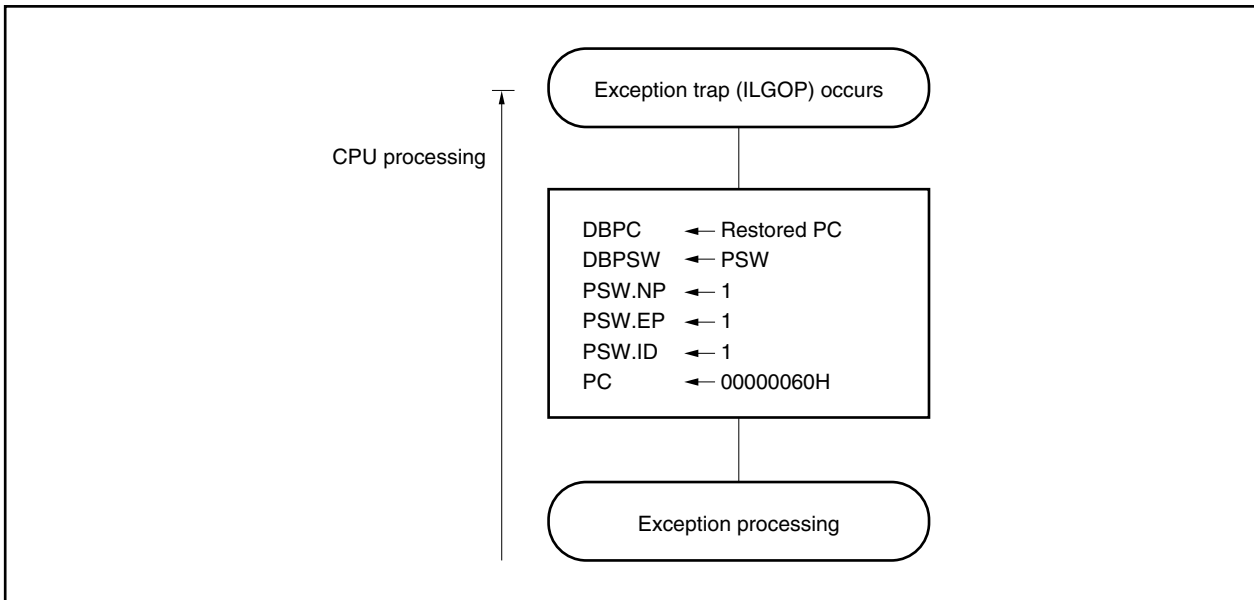 Exception trap (ILGOP) occurs
CPU processing
DBPC ← Restored PC
DBPSW ← PSW
PSW.NP ← 1
PSW.EP ← 1
PSW.ID ← 1
PC ← 00000060H
Exception processing